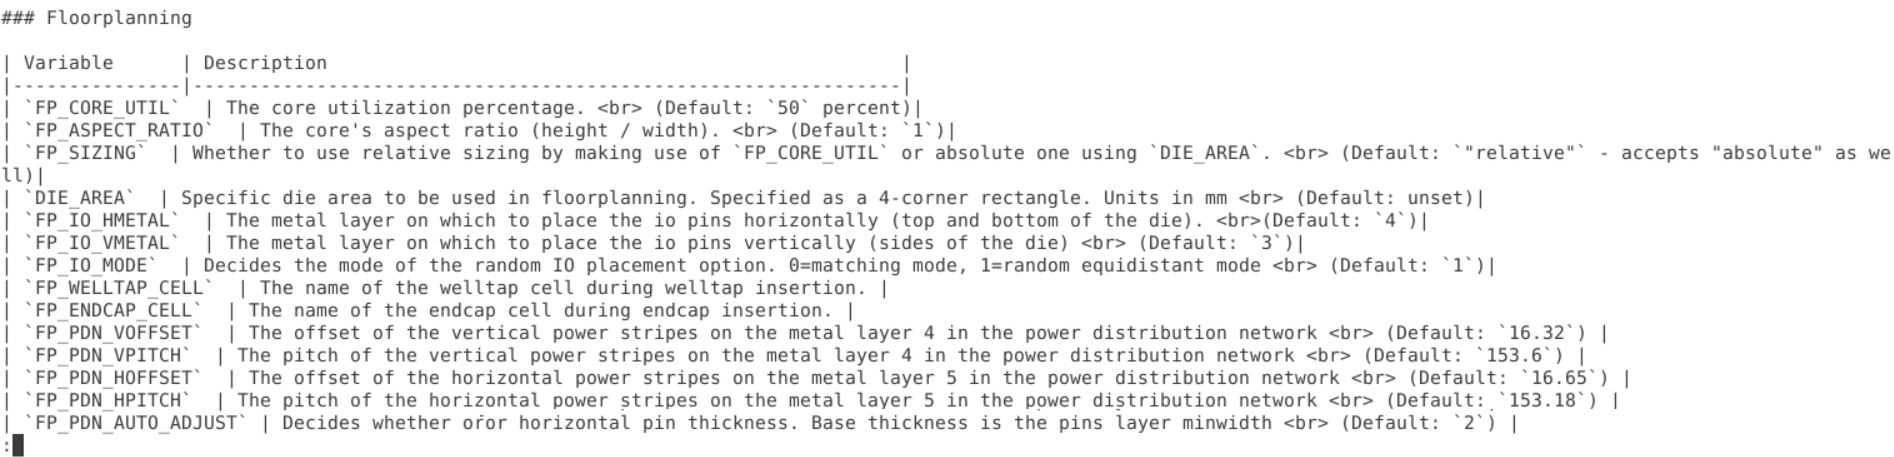 ### Floorplanning
| Variable      | Description                                                   |
|---------------|---------------------------------------------------------------|
| `FP_CORE_UTIL`  | The core utilization percentage. <br> (Default: `50` percent)|
| `FP_ASPECT_RATIO`  | The core's aspect ratio (height / width). <br> (Default: `1`)|
| `FP_SIZING`  | Whether to use relative sizing by making use of `FP_CORE_UTIL` or absolute one using `DIE_AREA`. <br> (Default: `"relative"` - accepts "absolute" as we
ll)|
| `DIE_AREA`  | Specific die area to be used in floorplanning. Specified as a 4-corner rectangle. Units in mm <br> (Default: unset)|
| `FP_IO_HMETAL`  | The metal layer on which to place the io pins horizontally (top and bottom of the die). <br>(Default: `4`)|
| `FP_IO_VMETAL`  | The metal layer on which to place the io pins vertically (sides of the die) <br> (Default: `3`)|
| `FP_IO_MODE`  | Decides the mode of the random IO placement option. 0=matching mode, 1=random equidistant mode <br> (Default: `1`)|
| `FP_WELLTAP_CELL`  | The name of the welltap cell during welltap insertion. |
| `FP_ENDCAP_CELL`  | The name of the endcap cell during endcap insertion. |
| `FP_PDN_VOFFSET`  | The offset of the vertical power stripes on the metal layer 4 in the power distribution network <br> (Default: `16.32`) |
| `FP_PDN_VPITCH`  | The pitch of the vertical power stripes on the metal layer 4 in the power distribution network <br> (Default: `153.6`) |
| `FP_PDN_HOFFSET`  | The offset of the horizontal power stripes on the metal layer 5 in the power distribution network <br> (Default: `16.65`) |
| `FP_PDN_HPITCH`  | The pitch of the horizontal power stripes on the metal layer 5 in the power distribution network <br> (Default: `153.18`) |
| `FP_PDN_AUTO_ADJUST` | Decides whether oror horizontal pin thickness. Base thickness is the pins layer minwidth <br> (Default: `2`) |
: